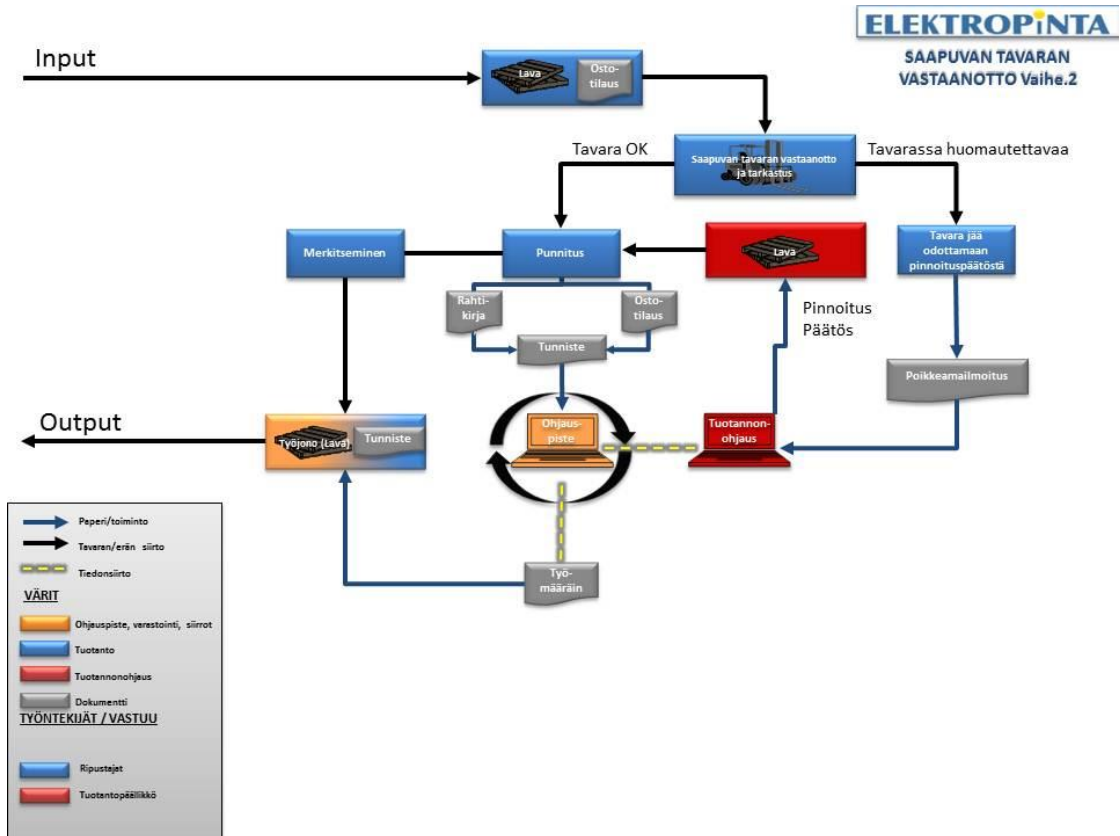 ELEKTROPiNTA
SAAPUVAN TAVARAN
VASTAANOTTO Vaihe.2
Input
Lava
Osto-
tilaus
Tavara OK
Saapuvan tavaran vastaanotto
ja tarkastus
Tavarassa huomautettavaa
Merkitseminen
Punnitus
Lava
Tavara jää
odottamaan
pinnoituspäätöstä
Rahti-
kirja
Osto-
tilaus
Pinnoitus
Päätös
Tunniste
Poikkeamailmoitus
Output
Työjono (Lava)
Tunniste
Ohjaus-
piste
Tuotannon-
ohjaus
Työ-
määräin
Paperi/toiminto
Tavaran/erän siirto
Tiedonsiirto
VÄRIT
Ohjauspiste, varastointi, siirrot
Tuotanto
Tuotannonohjaus
Dokumentti
TYÖNTEKIJÄT / VASTUU
Ripustajat
Tuotantopäällikkö